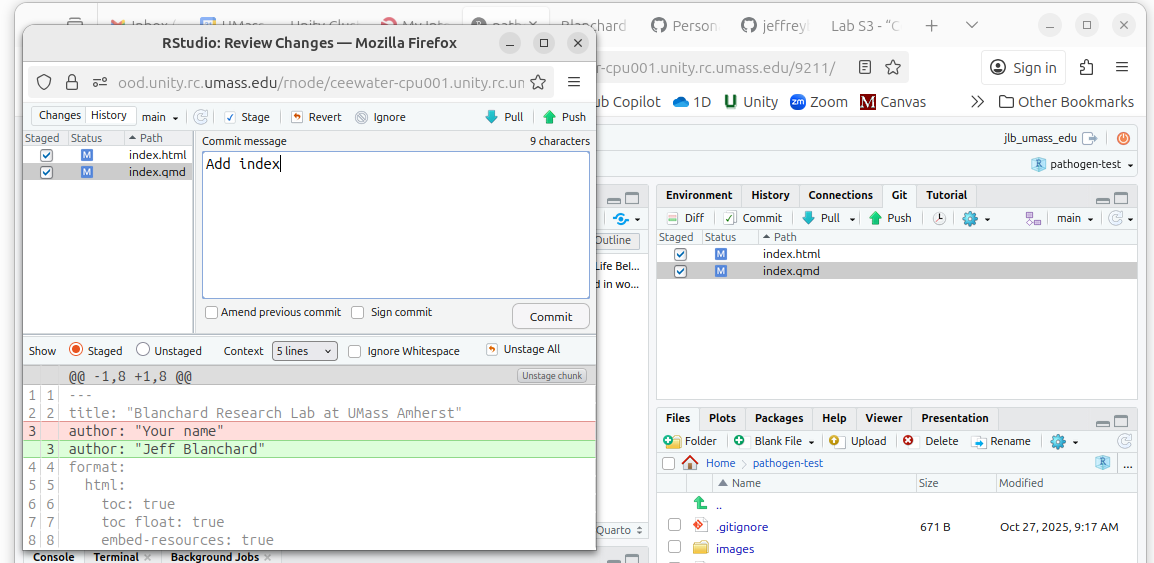 Inbox (
UMass
Unity Clus
My Inte
path
Blanchard
Person
jeffreyl
Lab S3 - “C
RStudio: Review Changes — Mozilla Firefox
ood.unity.rc.umass.edu/rnode/ceewater-cpu001.unity.rc.un
r-cpu001.unity.rc.umass.edu/9211/
Sign in
ub Copilot
1D
Unity
Zoom
Canvas
Other Bookmarks
Changes
History
main
Stage
Revert
Ignore
Pull
Push
Staged
Status
Path
M
index.html
M
index.qmd
Commit message
9 characters
Add index
Amend previous commit
Sign commit
Commit
Show
Staged
Unstaged
Context
5 lines
Ignore Whitespace
Unstage All
@@ -1,8 +1,8 @@
Unstage chunk
1 1 ---
2 2 title: "Blanchard Research Lab at UMass Amherst"
3 author: "Your name"
3 author: "Jeff Blanchard"
4 4 format:
5 5 html:
6 6 toc: true
7 7 toc float: true
8 8 embed-resources: true
Console
Terminal
Background Jobs
Outline
Life Bel...
d in wo...
Quarto
jlb_umass_edu
pathogen-test
Environment
History
Connections
Git
Tutorial
Diff
Commit
Pull
Push
main
Staged
Status
Path
M
index.html
M
index.qmd
Files
Plots
Packages
Help
Viewer
Presentation
Folder
Blank File
Upload
Delete
Rename
Home
pathogen-test
...
Name
Size
Modified
..
.gitignore
671 B
Oct 27, 2025, 9:17 AM
images